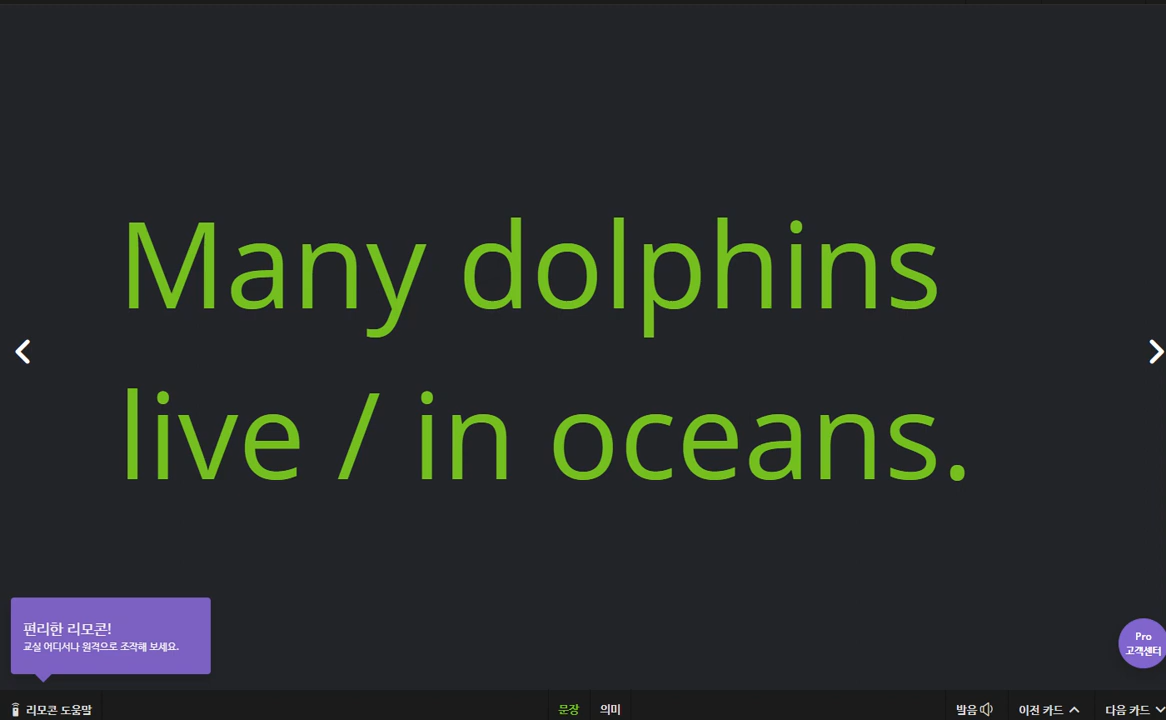 Many dolphins
live / in oceans.
편리한 리모콘!
교실 어디서나 원격으로 조작해 보세요.
Pro
고객센터
리모콘 도움말
문장
의미
발음
이전 카드
다음 카드